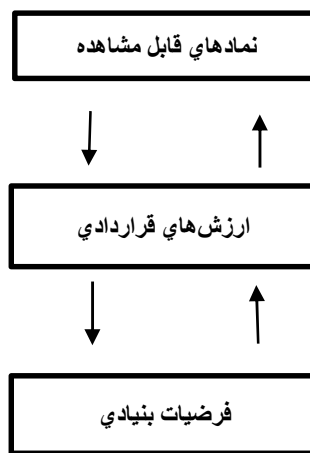 نمادهاي قابل مشاهده
ارزش‌هاي قراردادي
فرضيات بنيادي